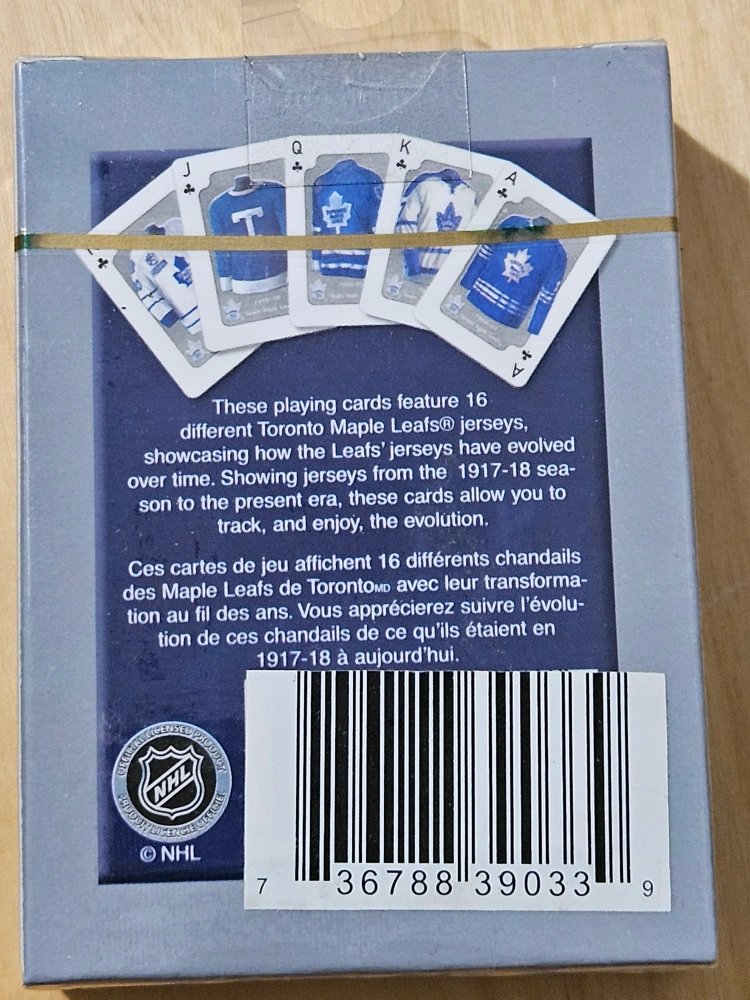 J
Q
K
A
T
A
These playing cards feature 16
different Toronto Maple Leafs® jerseys,
showcasing how the Leafs' jerseys have evolved
over time. Showing jerseys from the 1917-18 sea-
son to the present era, these cards allow you to
track, and enjoy, the evolution.
Ces cartes de jeu affichent 16 différents chandails
des Maple Leafs de TorontoMD avec leur transforma-
tion au fil des ans. Vous apprécierez suivre l'évolu-
tion de ces chandails de ce qu'ils étaient en
1917-18 à aujourd'hui.
OFFICIAL LICENSED PRODUCT
NHL
PRODUIT LICENCIÉ OFFICIEL
© NHL
7 36788 39033 9